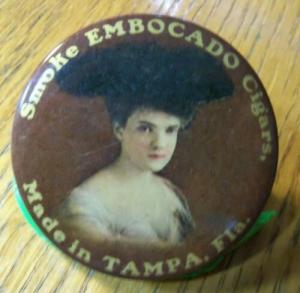 Smoke EMBOCADO Cigars,
Made in TAMPA, Fla.